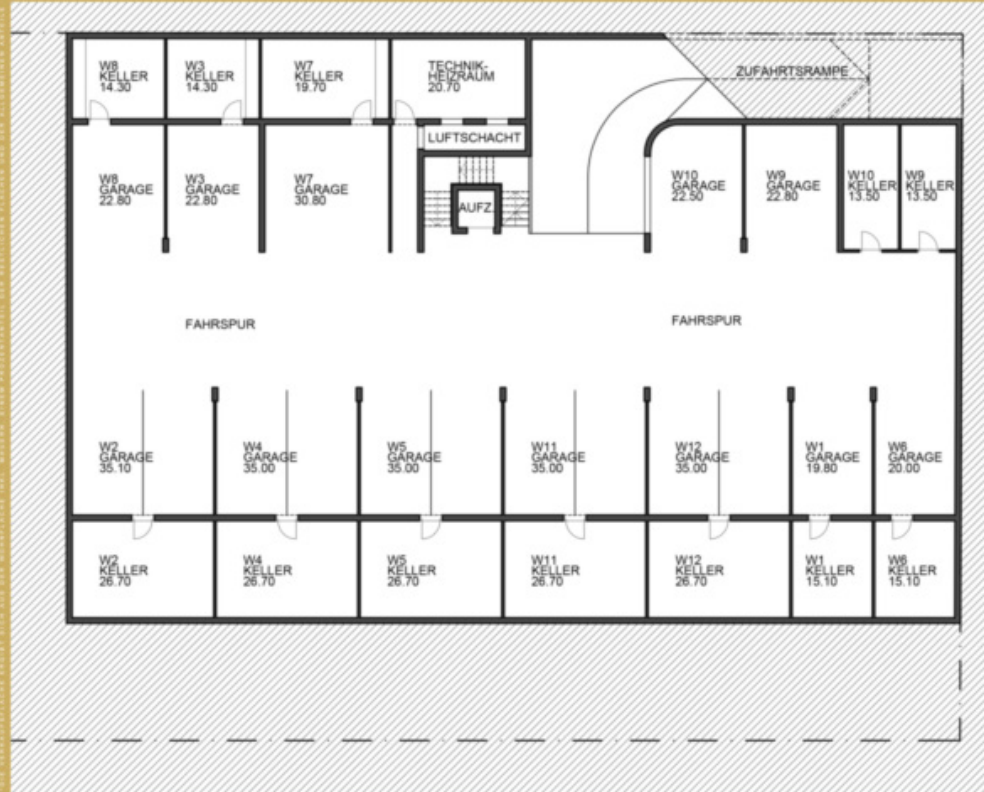 W8
KELLER
14.30
W3
KELLER
14.30
W7
KELLER
19.70
TECHNIK-
HEIZRAUM
20.70
ZUFAHRTSRAMPE
LUFTSCHACHT
W8
GARAGE
22.80
W3
GARAGE
22.80
W7
GARAGE
30.80
AUFZ.
W10
GARAGE
22.50
W9
GARAGE
22.80
W10
KELLER
13.50
W9
KELLER
13.50
FAHRSPUR
FAHRSPUR
W2
GARAGE
35.10
W4
GARAGE
35.00
W5
GARAGE
35.00
W11
GARAGE
35.00
W12
GARAGE
35.00
W1
GARAGE
19.80
W6
GARAGE
20.00
W2
KELLER
26.70
W4
KELLER
26.70
W5
KELLER
26.70
W11
KELLER
26.70
W12
KELLER
26.70
W1
KELLER
15.10
W6
KELLER
15.10